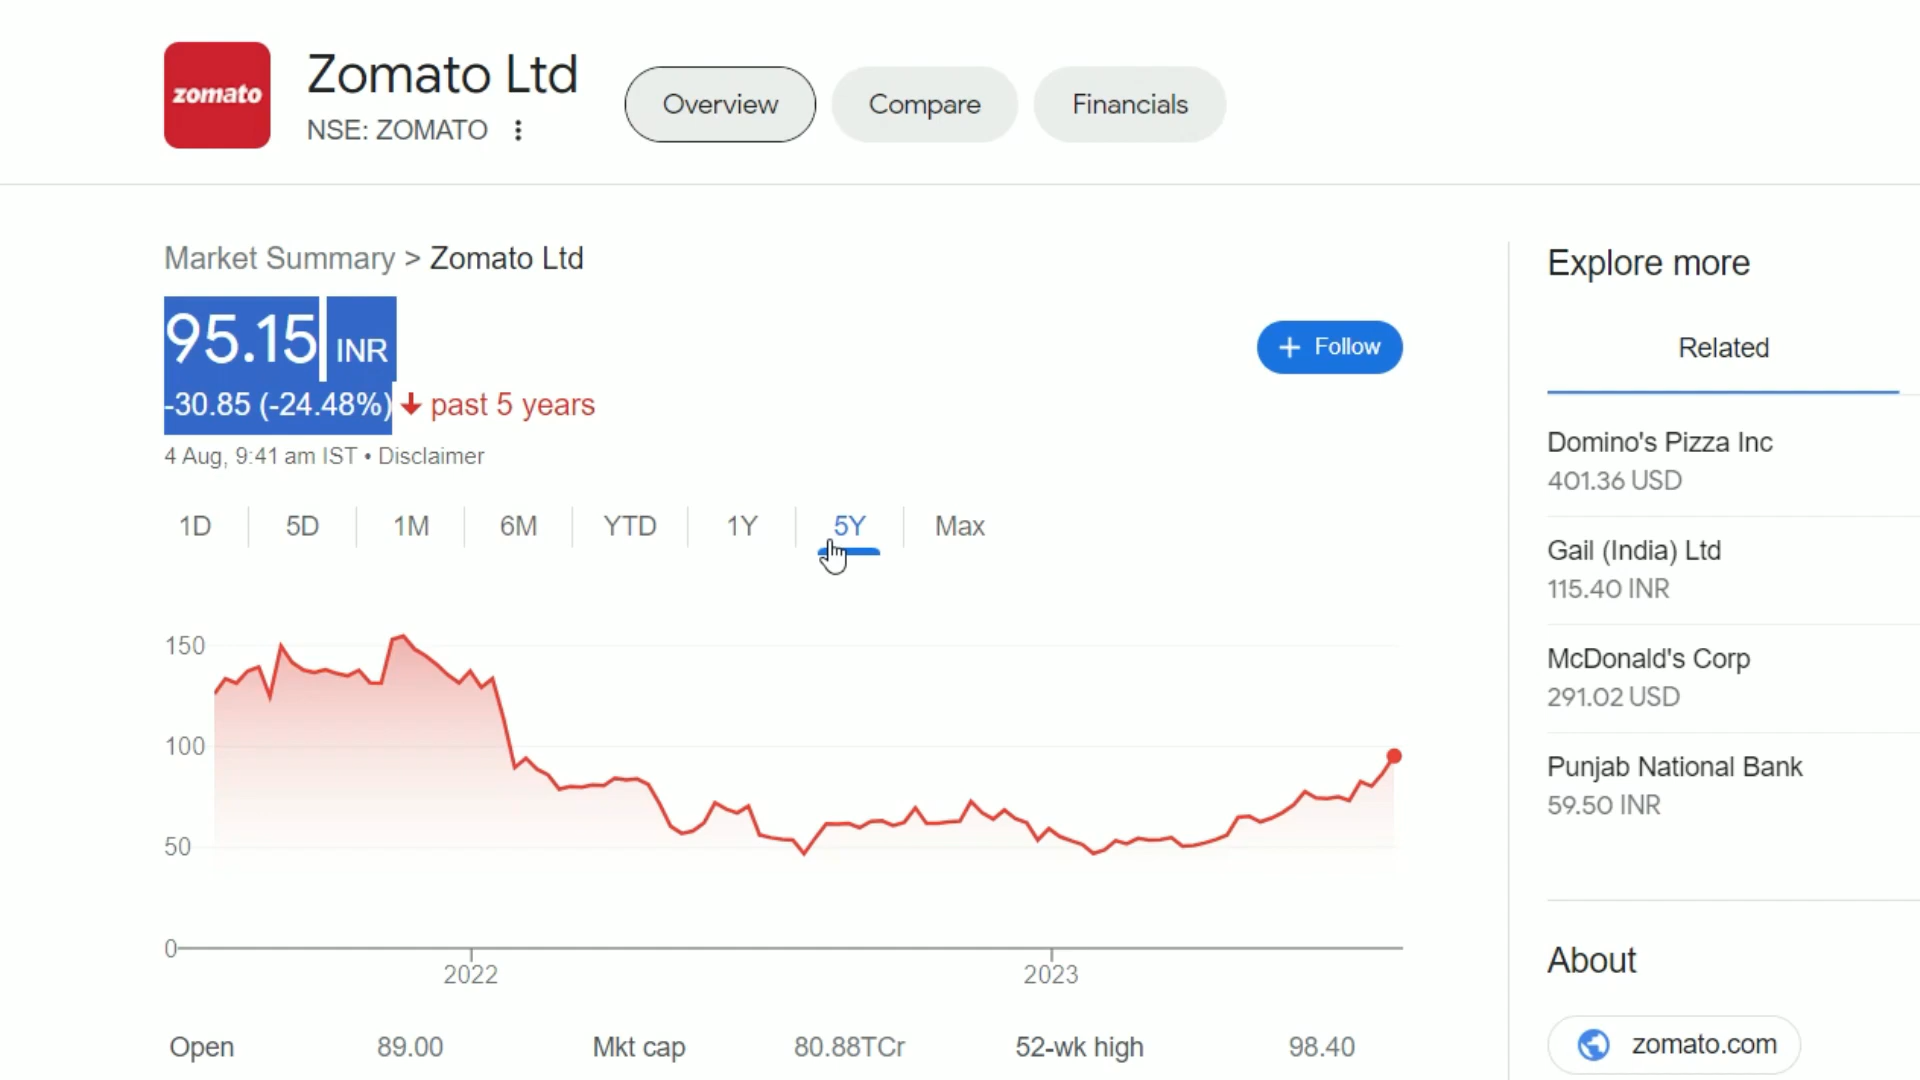 zomato
Zomato Ltd
NSE: ZOMATO
Overview
Compare
Financials
Market Summary > Zomato Ltd
95.15 INR
-30.85 (-24.48%) past 5 years
4 Aug, 9:41 am IST • Disclaimer
+ Follow
1D 5D 1M 6M YTD 1Y 5Y Max
150
100
50
0
2022 2023
Open 89.00 Mkt cap 80.88TCr 52-wk high 98.40
Explore more
Related
Domino's Pizza Inc
401.36 USD
Gail (India) Ltd
115.40 INR
McDonald's Corp
291.02 USD
Punjab National Bank
59.50 INR
About
zomato.com